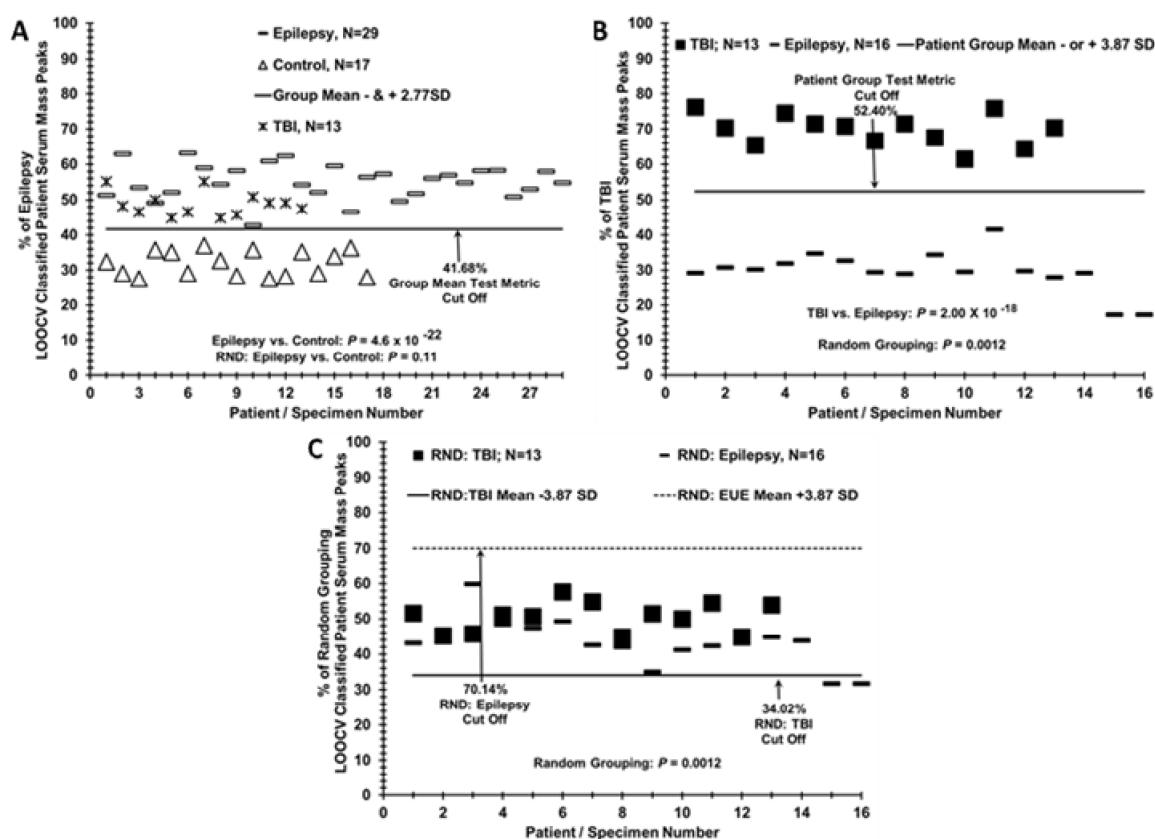 A
% of Epilepsy
LOOCV Classified Patient Serum Mass Peaks
100
90
80
70
60
50
40
30
20
10
0
Epilepsy, N=29
Control, N=17
Group Mean - & + 2.77SD
TBI, N=13
41.68%
Group Mean Test Metric
Cut Off
Epilepsy vs. Control: P = 4.6 x 10 -22
RND: Epilepsy vs. Control: P = 0.11
0 3 6 9 12 15 18 21 24 27
Patient / Specimen Number
B
% of TBI
LOOCV Classified Patient Serum Mass Peaks
100
90
80
70
60
50
40
30
20
10
0
TBI; N=13 Epilepsy, N=16 Patient Group Mean - or + 3.87 SD
Patient Group Test Metric
Cut Off
52.40%
TBI vs. Epilepsy: P = 2.00 X 10 -18
Random Grouping: P = 0.0012
0 2 4 6 8 10 12 14 16
Patient / Specimen Number
C
% of Random Grouping
LOOCV Classified Patient Serum Mass Peaks
100
90
80
70
60
50
40
30
20
10
0
RND: TBI; N=13 RND: Epilepsy, N=16
RND:TBI Mean -3.87 SD RND: EUE Mean +3.87 SD
70.14%
RND: Epilepsy
Cut Off
34.02%
RND: TBI
Cut Off
Random Grouping: P = 0.0012
0 2 4 6 8 10 12 14 16
Patient / Specimen Number